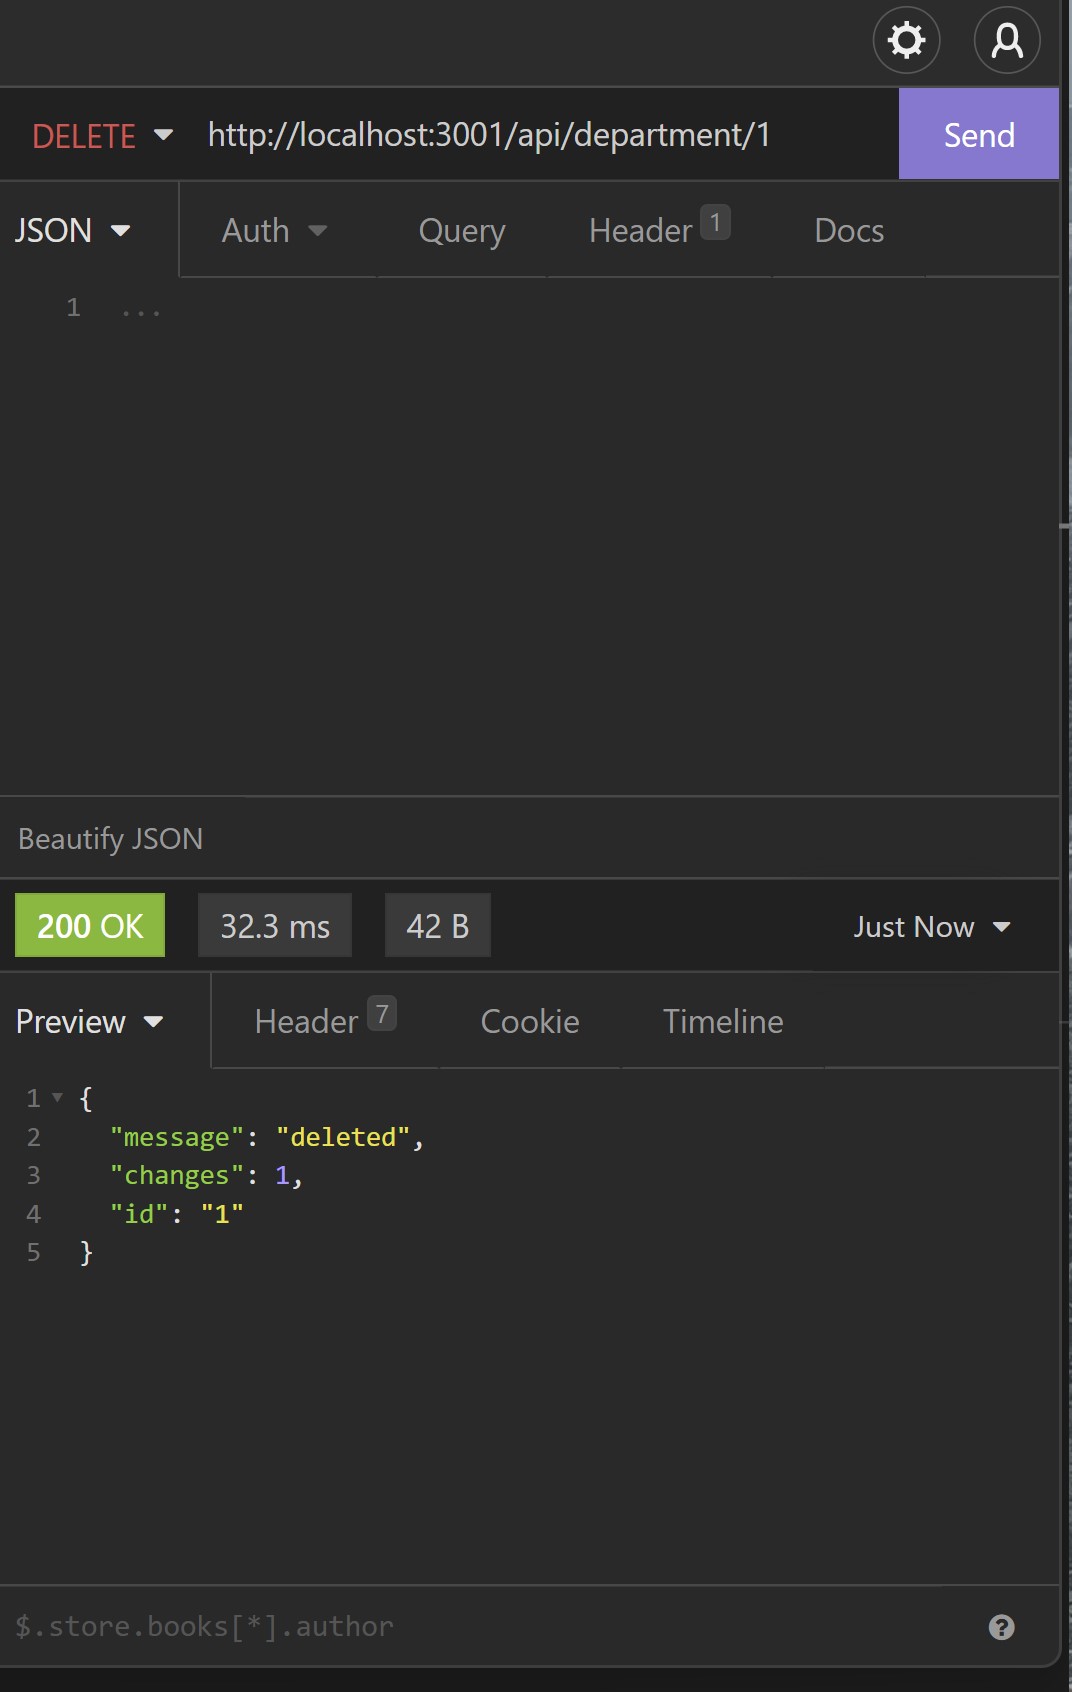 DELETE http://localhost:3001/api/department/1 Send
JSON Auth Query Header 1 Docs
1 ...
Beautify JSON
200 OK 32.3 ms 42 B Just Now
Preview Header 7 Cookie Timeline
1 {
2 "message": "deleted",
3 "changes": 1,
4 "id": "1"
5 }
$.store.books[*].author ?